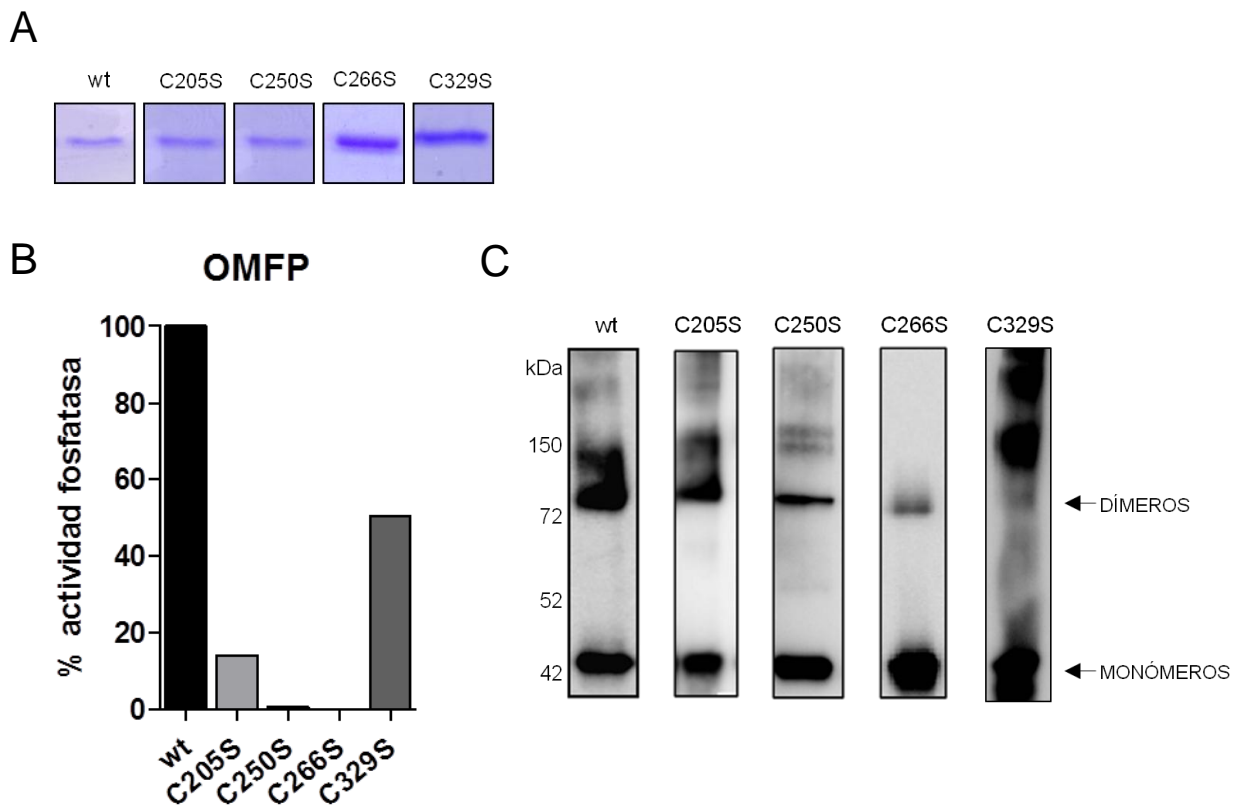 A
wt C205S C250S C266S C329S
B
OMFP
% actividad fosfatasa
100
80
60
40
20
0
wt C205S C250S C266S C329S
C
wt C205S C250S C266S C329S
kDa
150
72
52
42
DÍMEROS
MONÓMEROS